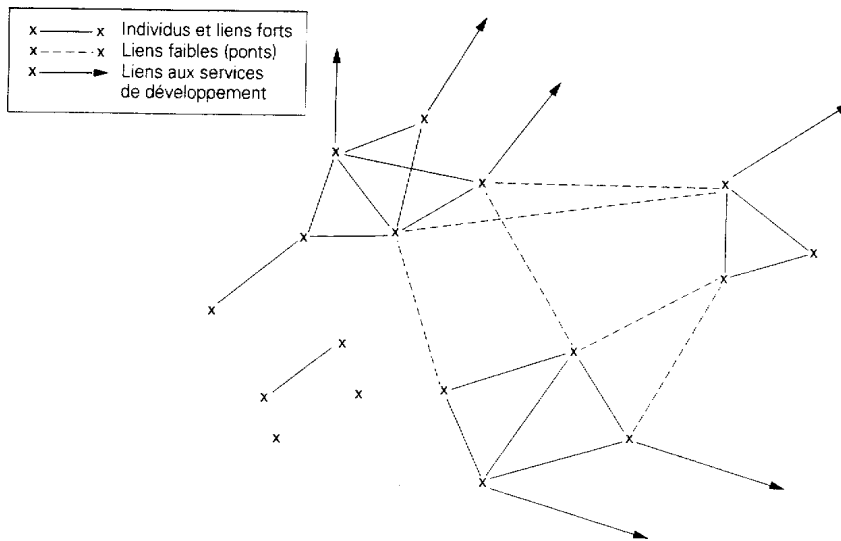 x——x Individus et liens forts
x-----x Liens faibles (ponts)
x——► Liens aux services
de développement